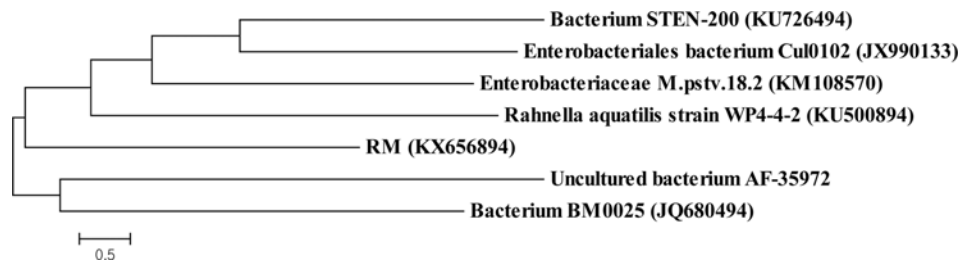 Bacterium STEN-200 (KU726494)
Enterobacteriales bacterium Cul0102 (JX990133)
Enterobacteriaceae M.pstv.18.2 (KM108570)
Rahnella aquatilis strain WP4-4-2 (KU500894)
RM (KX656894)
Uncultured bacterium AF-35972
Bacterium BM0025 (JQ680494)
0.5